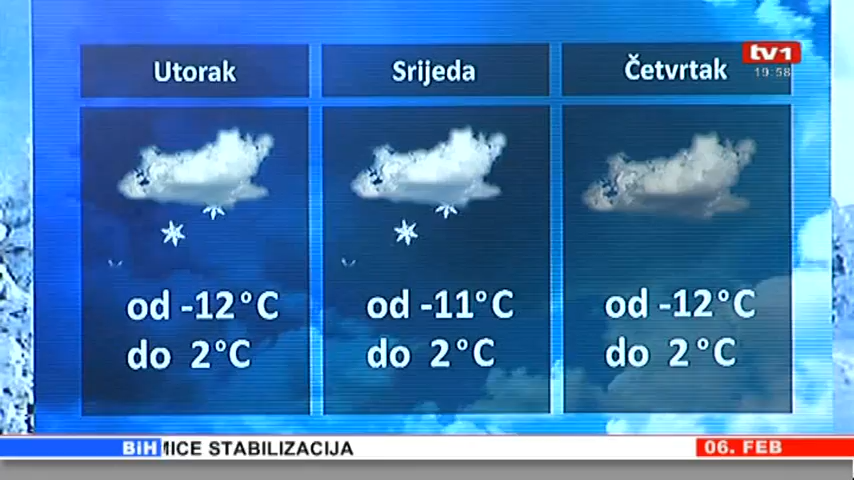 tv1
19:58
Utorak
Srijeda
Četvrtak
od -12°C
do 2°C
od -11°C
do 2°C
od -12°C
do 2°C
BiH
MICE STABILIZACIJA
06. FEB